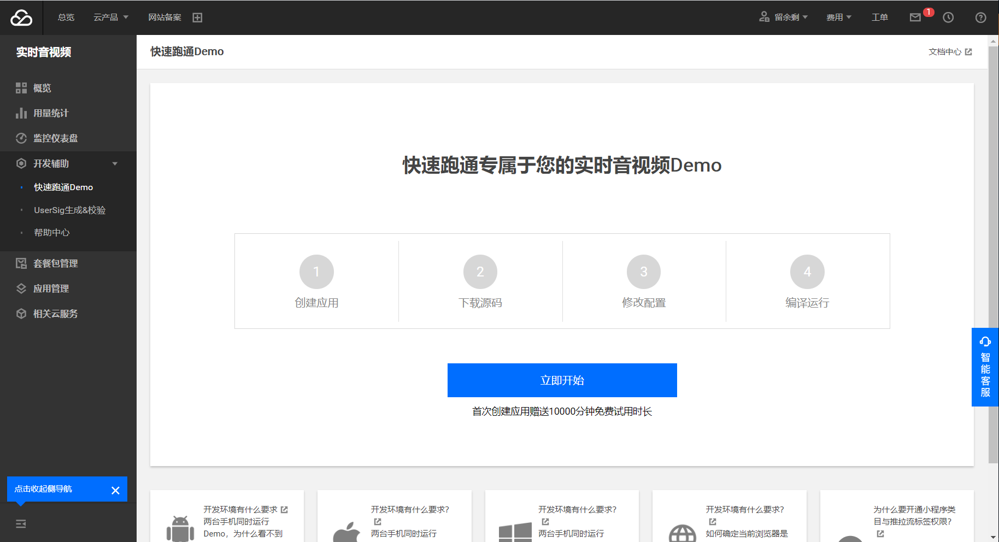 总览
云产品
网站备案
留余剩
费用
工单
1
实时音视频
概览
用量统计
监控仪表盘
开发辅助
快速跑通Demo
UserSig生成&校验
帮助中心
套餐包管理
应用管理
相关云服务
点击收起侧导航
快速跑通Demo
文档中心
快速跑通专属于您的实时音视频Demo
1
创建应用
2
下载源码
3
修改配置
4
编译运行
立即开始
首次创建应用赠送10000分钟免费试用时长
智能客服
开发环境有什么要求
两台手机同时运行
Demo，为什么看不到
开发环境有什么要求?
两台手机同时运行
开发环境有什么要求?
两台手机同时运行
开发环境有什么要求?
如何确定当前浏览器是
为什么要开通小程序类
目与推拉流标签权限?